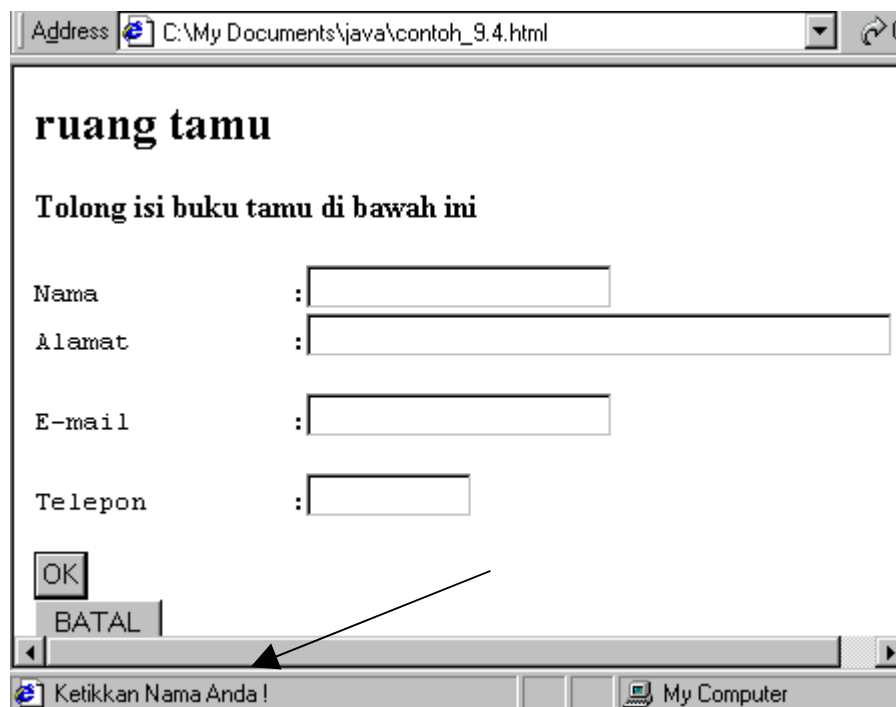 Address C:\My Documents\java\contoh_9.4.html
ruang tamu
Tolong isi buku tamu di bawah ini
Nama :
Alamat :
E-mail :
Telepon :
OK
BATAL
Ketikkan Nama Anda ! My Computer